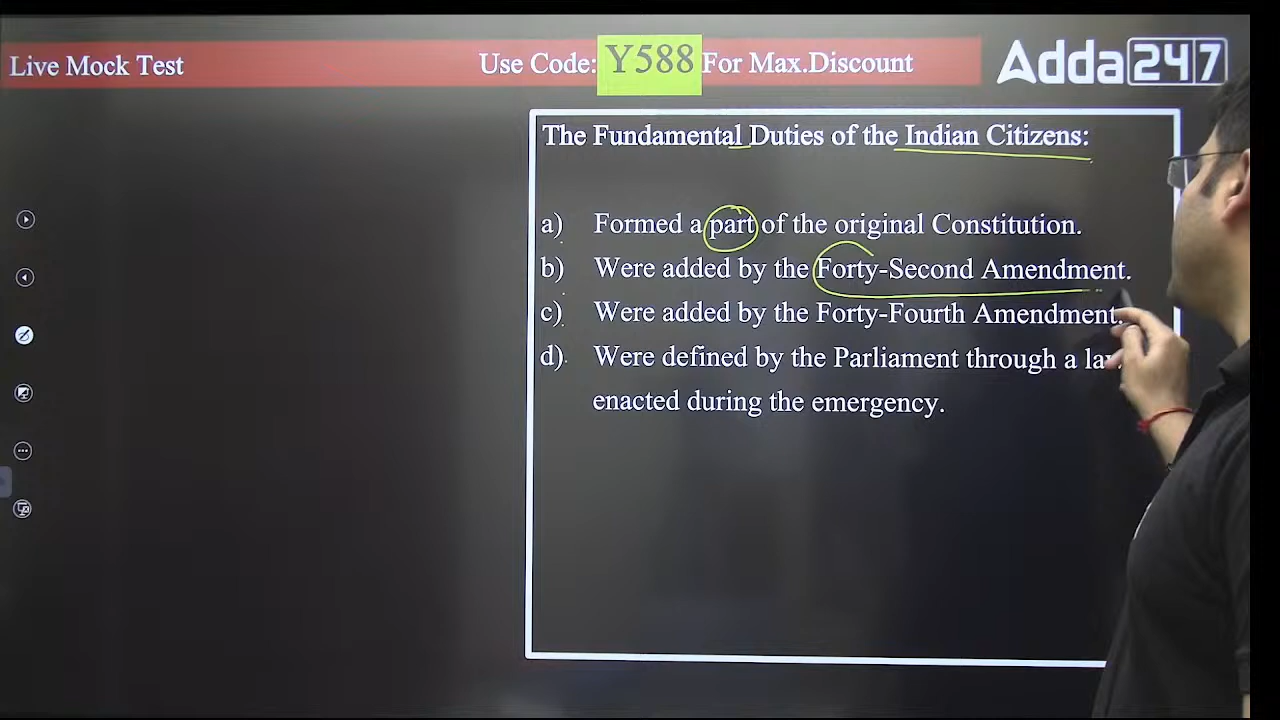 Live Mock Test
Use Code: Y588 For Max.Discount
Adda247
The Fundamental Duties of the Indian Citizens:
a) Formed a part of the original Constitution.
b) Were added by the Forty-Second Amendment.
c) Were added by the Forty-Fourth Amendment.
d) Were defined by the Parliament through a
enacted during the emergency.